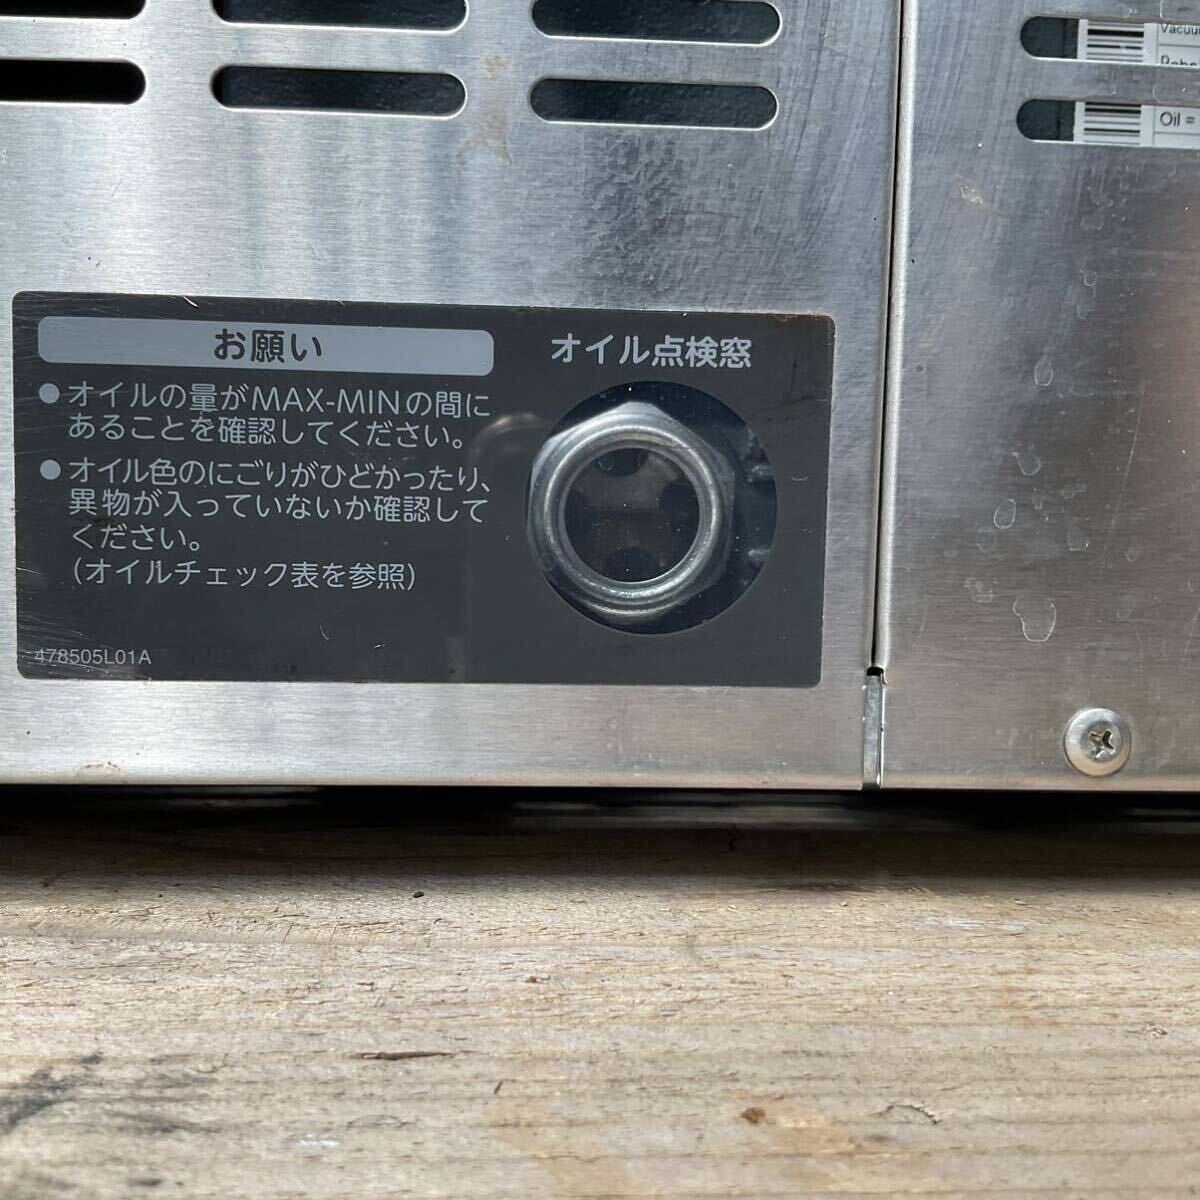 Oil =
お願い
オイル点検窓
●オイルの量がMAX-MINの間に
あることを確認してください。
●オイル色のにごりがひどかったり、
異物が入っていないか確認して
ください。
(オイルチェック表を参照)
478505L01A